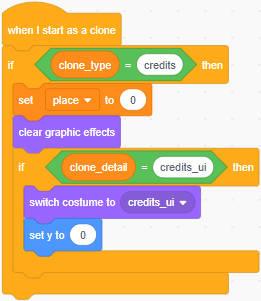 when I start as a clone
if clone_type = credits then
set place to 0
clear graphic effects
if clone_detail = credits_ui then
switch costume to credits_ui
set y to 0